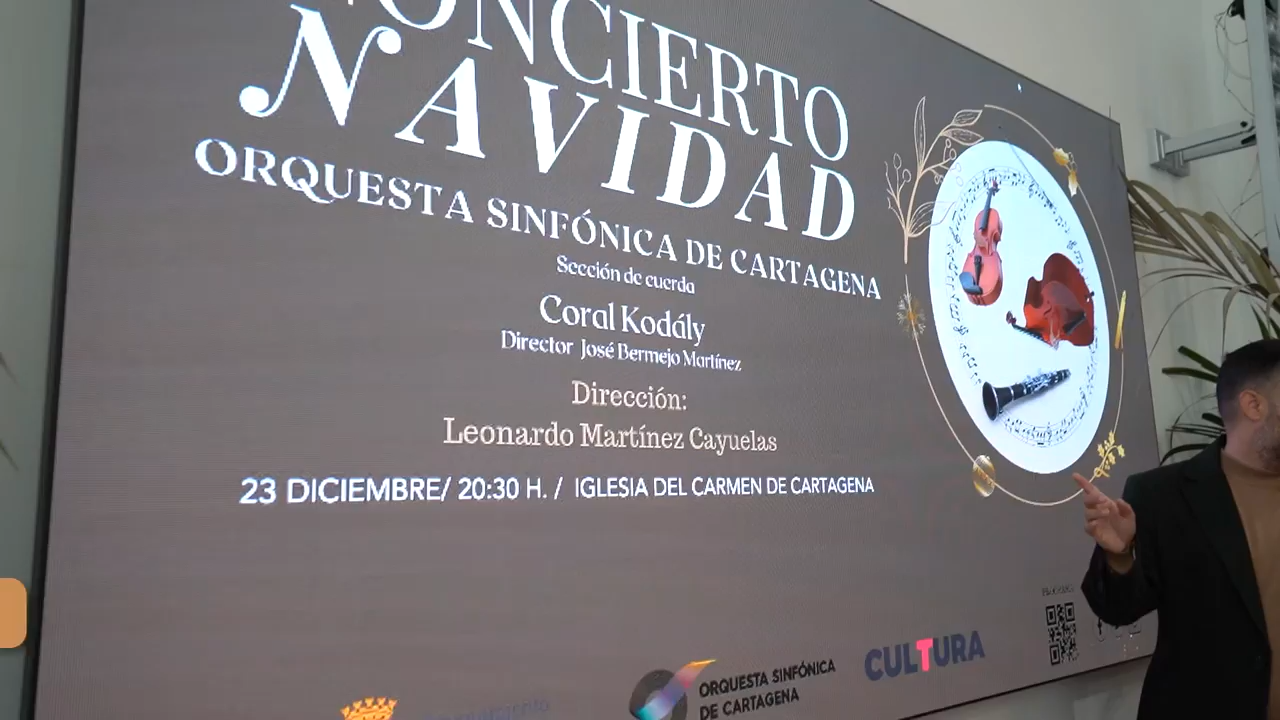 CONCIERTO
NAVIDAD
ORQUESTA SINFÓNICA DE CARTAGENA
Sección de cuerda
Coral Kodály
Director José Bermejo Martínez
Dirección:
Leonardo Martínez Cayuelas
23 DICIEMBRE/ 20:30 H. / IGLESIA DEL CARMEN DE CARTAGENA
ORQUESTA SINFÓNICA
DE CARTAGENA
CULTURA